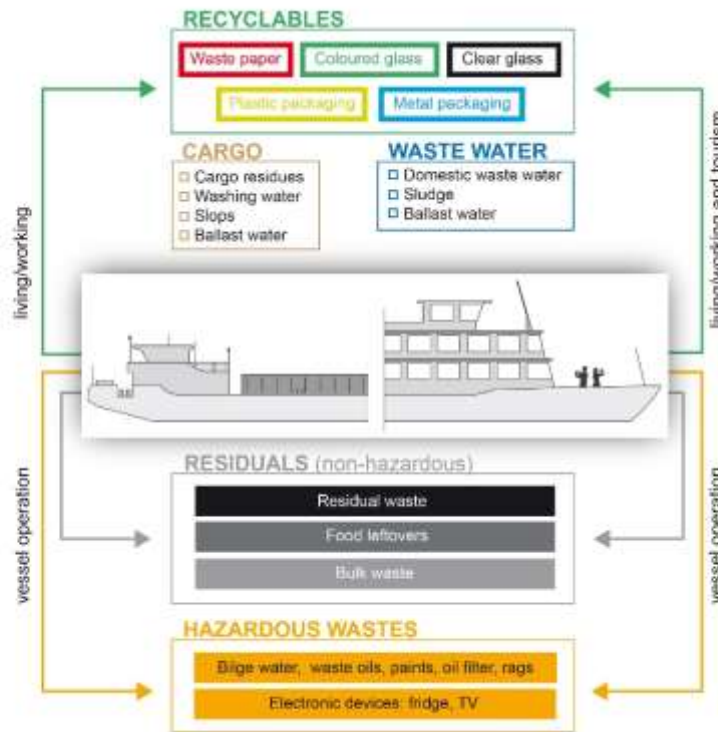 RECYCLABLES
Waste paper
Coloured glass
Clear glass
Plastic packaging
Metal packaging
CARGO
Cargo residues
Washing water
Slops
Ballast water
WASTE WATER
Domestic waste water
Sludge
Ballast water
living/working
living/working and tourism
RESIDUALS (non-hazardous)
Residual waste
Food leftovers
Bulk waste
vessel operation
vessel operation
HAZARDOUS WASTES
Bilge water, waste oils, paints, oil filter, rags
Electronic devices: fridge, TV